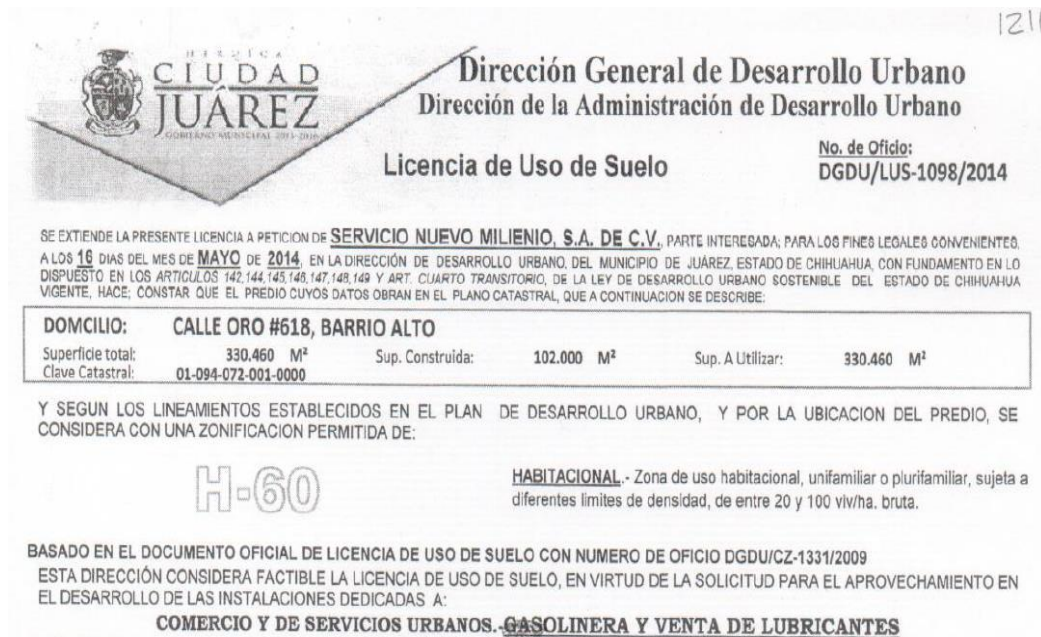 121
HEROICA
CIUDAD
JUÁREZ
GOBIERNO MUNICIPAL 2013-2016
Dirección General de Desarrollo Urbano
Dirección de la Administración de Desarrollo Urbano
Licencia de Uso de Suelo
No. de Oficio:
DGDU/LUS-1098/2014
SE EXTIENDE LA PRESENTE LICENCIA A PETICION DE SERVICIO NUEVO MILIENIO, S.A. DE C.V., PARTE INTERESADA; PARA LOS FINES LEGALES CONVENIENTES,
A LOS 16 DIAS DEL MES DE MAYO DE 2014, EN LA DIRECCIÓN DE DESARROLLO URBANO, DEL MUNICIPIO DE JUÁREZ, ESTADO DE CHIHUAHUA, CON FUNDAMENTO EN LO
DISPUESTO EN LOS ARTICULOS 142,144,145,146,147,148,149 Y ART. CUARTO TRANSITORIO, DE LA LEY DE DESARROLLO URBANO SOSTENIBLE DEL ESTADO DE CHIHUAHUA
VIGENTE, HACE; CONSTAR QUE EL PREDIO CUYOS DATOS OBRAN EN EL PLANO CATASTRAL, QUE A CONTINUACION SE DESCRIBE:
DOMCILIO: CALLE ORO #618, BARRIO ALTO
Superficie total: 330.460 M² Sup. Construida: 102.000 M² Sup. A Utilizar: 330.460 M²
Clave Catastral: 01-094-072-001-0000
Y SEGUN LOS LINEAMIENTOS ESTABLECIDOS EN EL PLAN DE DESARROLLO URBANO, Y POR LA UBICACION DEL PREDIO, SE
CONSIDERA CON UNA ZONIFICACION PERMITIDA DE:
H-60
HABITACIONAL.- Zona de uso habitacional, unifamiliar o plurifamiliar, sujeta a
diferentes limites de densidad, de entre 20 y 100 viv/ha. bruta.
BASADO EN EL DOCUMENTO OFICIAL DE LICENCIA DE USO DE SUELO CON NUMERO DE OFICIO DGDU/CZ-1331/2009
ESTA DIRECCIÓN CONSIDERA FACTIBLE LA LICENCIA DE USO DE SUELO, EN VIRTUD DE LA SOLICITUD PARA EL APROVECHAMIENTO EN
EL DESARROLLO DE LAS INSTALACIONES DEDICADAS A:
COMERCIO Y DE SERVICIOS URBANOS.-GASOLINERA Y VENTA DE LUBRICANTES